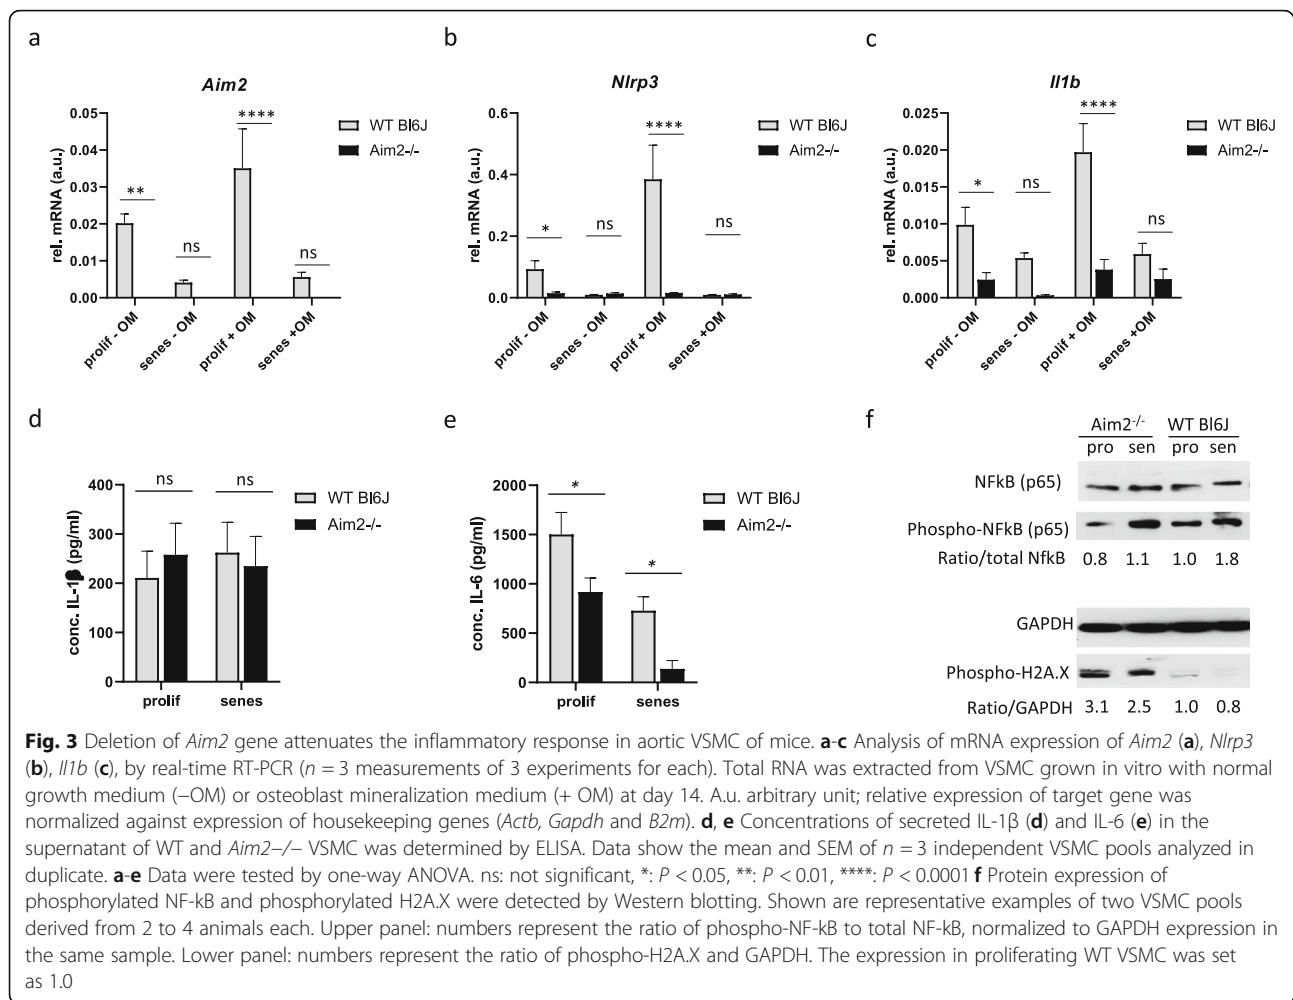 a
Aim2
rel. mRNA (a.u.)
0.05
0.04
0.03
0.02
0.01
0.00
**
ns
****
ns
WT Bl6J
Aim2-/-
prolif - OM
senes - OM
prolif + OM
senes +OM
b
Nlrp3
rel. mRNA (a.u.)
0.6
0.4
0.2
0.0
*
ns
****
ns
WT Bl6J
Aim2-/-
prolif - OM
senes - OM
prolif + OM
senes +OM
c
Il1b
rel. mRNA (a.u.)
0.025
0.020
0.015
0.010
0.005
0.000
*
ns
****
ns
WT Bl6J
Aim2-/-
prolif - OM
senes - OM
prolif + OM
senes +OM
d
conc. IL-1β (pg/ml)
400
300
200
100
0
ns
ns
WT Bl6J
Aim2-/-
prolif
senes
e
conc. IL-6 (pg/ml)
2000
1500
1000
500
0
*
*
WT Bl6J
Aim2-/-
prolif
senes
f
Aim2-/- WT Bl6J
pro sen pro sen
NFkB (p65)
Phospho-NFkB (p65)
Ratio/total NfkB 0.8 1.1 1.0 1.8
GAPDH
Phospho-H2A.X
Ratio/GAPDH 3.1 2.5 1.0 0.8
Fig. 3 Deletion of Aim2 gene attenuates the inflammatory response in aortic VSMC of mice. a-c Analysis of mRNA expression of Aim2 (a), Nlrp3
(b), Il1b (c), by real-time RT-PCR (n = 3 measurements of 3 experiments for each). Total RNA was extracted from VSMC grown in vitro with normal
growth medium (−OM) or osteoblast mineralization medium (+ OM) at day 14. A.u. arbitrary unit; relative expression of target gene was
normalized against expression of housekeeping genes (Actb, Gapdh and B2m). d, e Concentrations of secreted IL-1β (d) and IL-6 (e) in the
supernatant of WT and Aim2−/− VSMC was determined by ELISA. Data show the mean and SEM of n = 3 independent VSMC pools analyzed in
duplicate. a-e Data were tested by one-way ANOVA. ns: not significant, *: P < 0.05, **: P < 0.01, ****: P < 0.0001 f Protein expression of
phosphorylated NF-kB and phosphorylated H2A.X were detected by Western blotting. Shown are representative examples of two VSMC pools
derived from 2 to 4 animals each. Upper panel: numbers represent the ratio of phospho-NF-kB to total NF-kB, normalized to GAPDH expression in
the same sample. Lower panel: numbers represent the ratio of phospho-H2A.X and GAPDH. The expression in proliferating WT VSMC was set
as 1.0